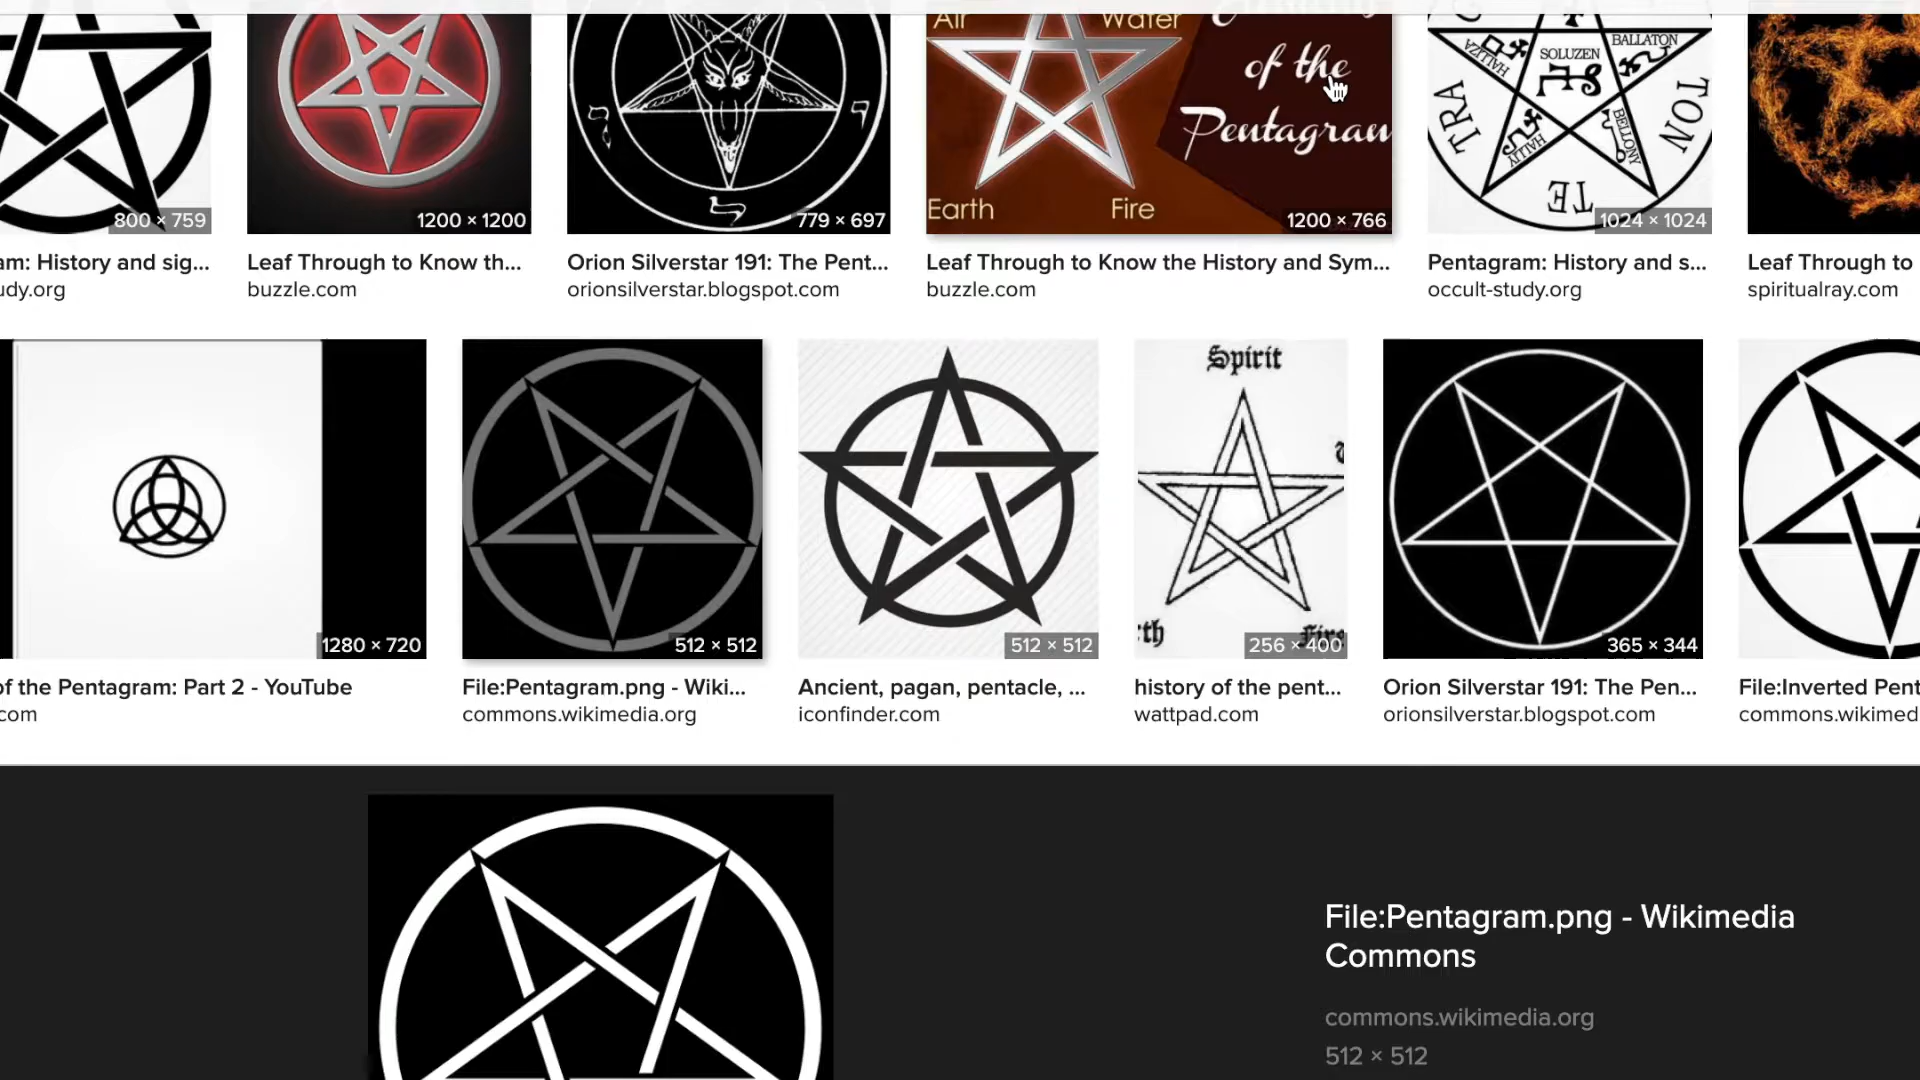 Air
Water
of the
Pentagram
Earth
Fire
SOLUZEN
BALLATON
HALLIZA
BELLONY
HALLIY
TRA
TON
TE
800 × 759
1200 × 1200
779 × 697
1200 × 766
1024 × 1024
am: History and sig...
udy.org
Leaf Through to Know th...
buzzle.com
Orion Silverstar 191: The Pent...
orionsilverstar.blogspot.com
Leaf Through to Know the History and Sym...
buzzle.com
Pentagram: History and s...
occult-study.org
Leaf Through to
spiritualray.com
Spirit
th
Fire
1280 × 720
512 × 512
512 × 512
256 × 400
365 × 344
of the Pentagram: Part 2 - YouTube
com
File:Pentagram.png - Wiki...
commons.wikimedia.org
Ancient, pagan, pentacle, ...
iconfinder.com
history of the pent...
wattpad.com
Orion Silverstar 191: The Pen...
orionsilverstar.blogspot.com
File:Inverted Pent
commons.wikimed
File:Pentagram.png - Wikimedia
Commons
commons.wikimedia.org
512 × 512